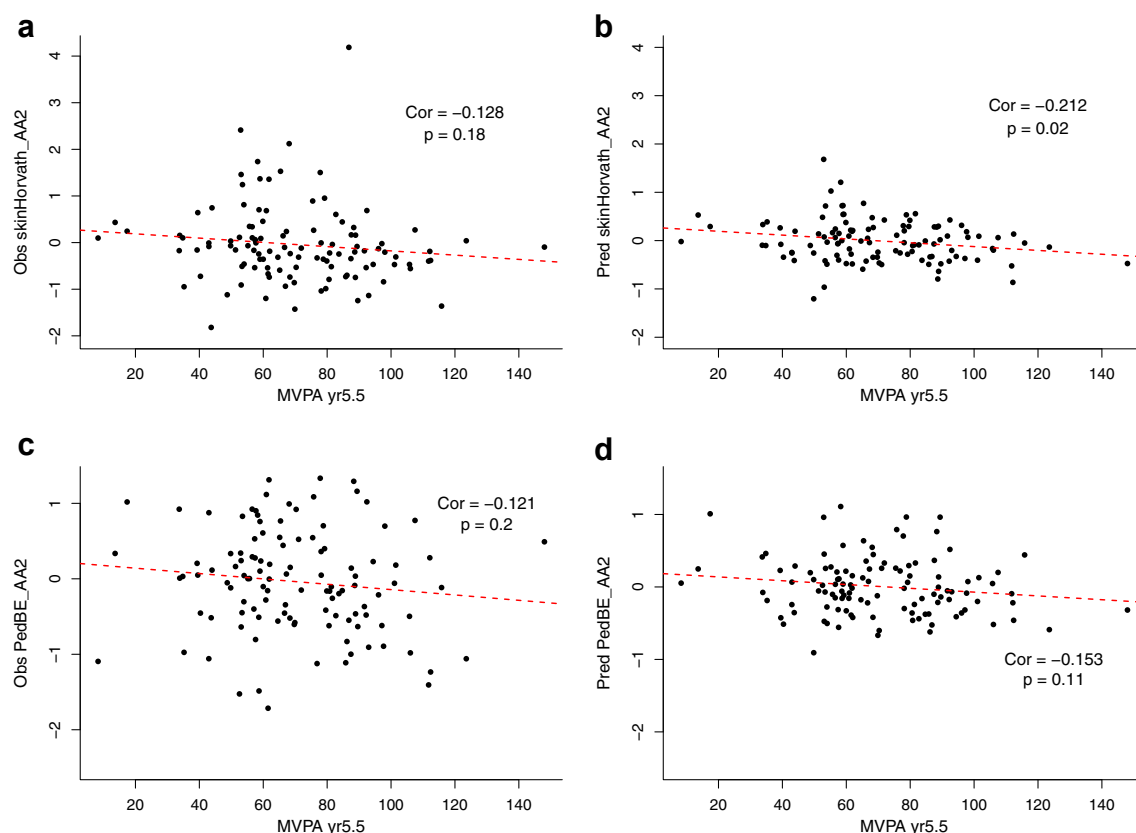 a
Obs skinHorvath_AA2
4
3
2
1
0
−1
−2
Cor = −0.128
p = 0.18
20 40 60 80 100 120 140
MVPA yr5.5
b
Pred skinHorvath_AA2
4
3
2
1
0
−1
−2
Cor = −0.212
p = 0.02
20 40 60 80 100 120 140
MVPA yr5.5
c
Obs PedBE_AA2
1
0
−1
−2
Cor = −0.121
p = 0.2
20 40 60 80 100 120 140
MVPA yr5.5
d
Pred PedBE_AA2
1
0
−1
−2
Cor = −0.153
p = 0.11
20 40 60 80 100 120 140
MVPA yr5.5